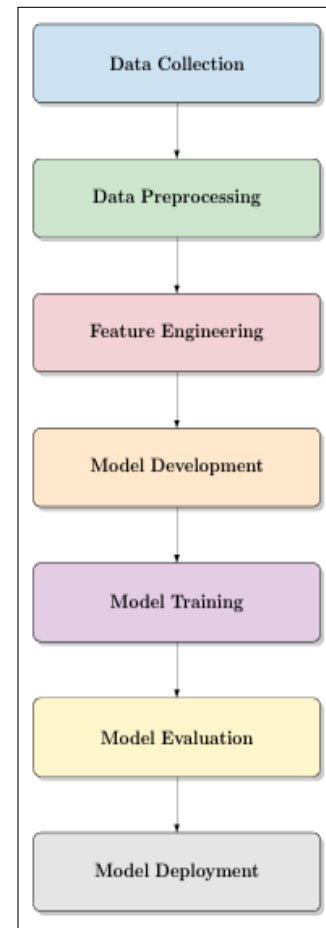 Data Collection
Data Preprocessing
Feature Engineering
Model Development
Model Training
Model Evaluation
Model Deployment